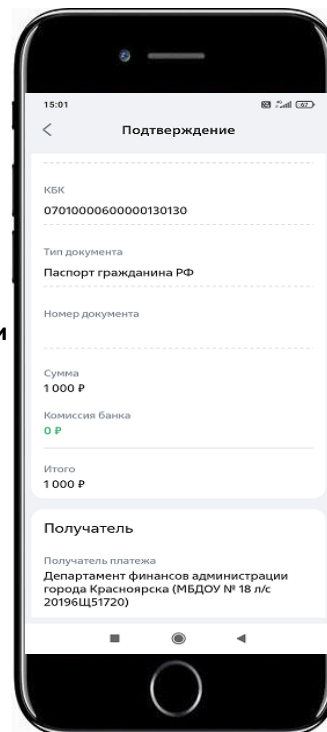 15:01
62
Подтверждение
КБК
07010000600000130130
Тип документа
Паспорт гражданина РФ
Номер документа
и
Сумма
1 000 ₽
Комиссия банка
0 ₽
Итого
1 000 ₽
Получатель
Получатель платежа
Департамент финансов администрации
города Красноярска (МБДОУ № 18 л/с
20196Щ51720)